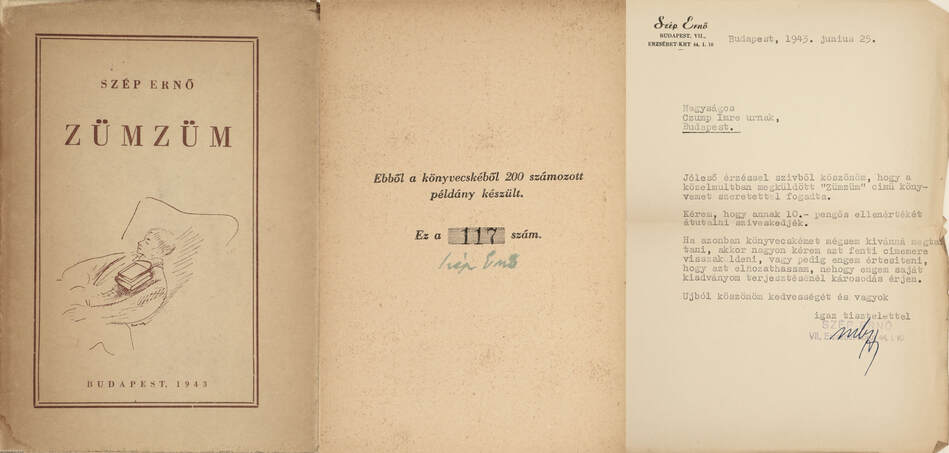 SZÉP ERNŐ
ZÜMZÜM
BUDAPEST, 1943
Ebből a könyvecskéből 200 számozott
példány készült.
Ez a 117 szám.
Szép Ernő
Szép Ernő
BUDAPEST, VII.,
ERZSÉBET-KRT 44. I. 10
Budapest, 1943. junius 25.
Nagyságos
Czump Imre urnak,
Budapest.
Jóleső érzéssel szivből köszönöm, hogy a
közelmultban megküldött "Zümzüm" cimü köny-
vemet szeretettel fogadta.
Kérem, hogy annak 10.- pengős ellenértékét
átutalni sziveskedjék.
Ha azonban könyvecskémet mégsem kivánná megtar
tani, akkor nagyon kérem azt fenti cimemre
visszaküldeni, vagy pedig engem értesiteni,
hogy azt elhozathassam, nehogy engem saját
kiadványom terjesztésénél károsodás érjen.
Ujból köszönöm kedvességét és vagyok
igaz tisztelettel
SZÉP ERNŐ